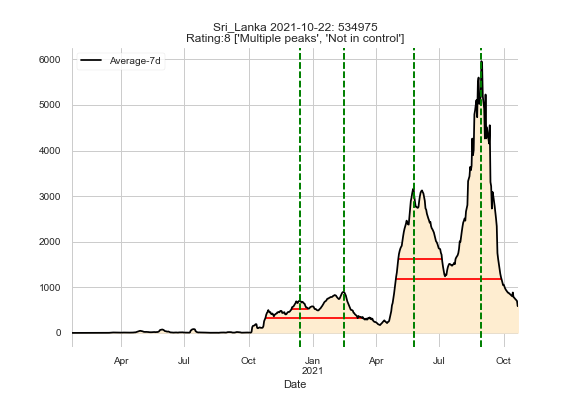 Sri_Lanka 2021-10-22: 534975
Rating:8 ['Multiple peaks', 'Not in control']
Average-7d
6000
5000
4000
3000
2000
1000
0
Apr
Jul
Oct
Jan
2021
Apr
Jul
Oct
Date